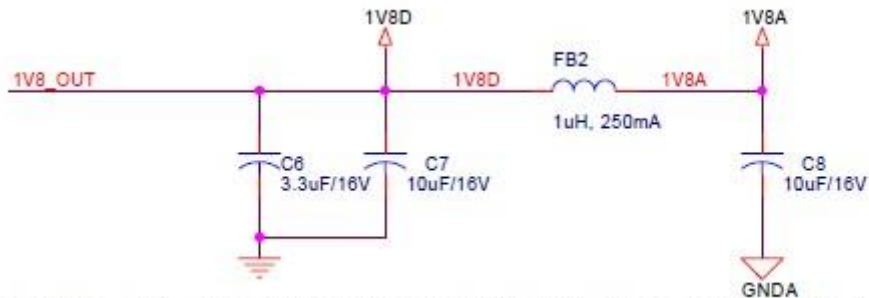 1V8D
1V8A
1V8_OUT
1V8D
FB2
1V8A
1uH, 250mA
C6
3.3uF/16V
C7
10uF/16V
C8
10uF/16V
GNDA